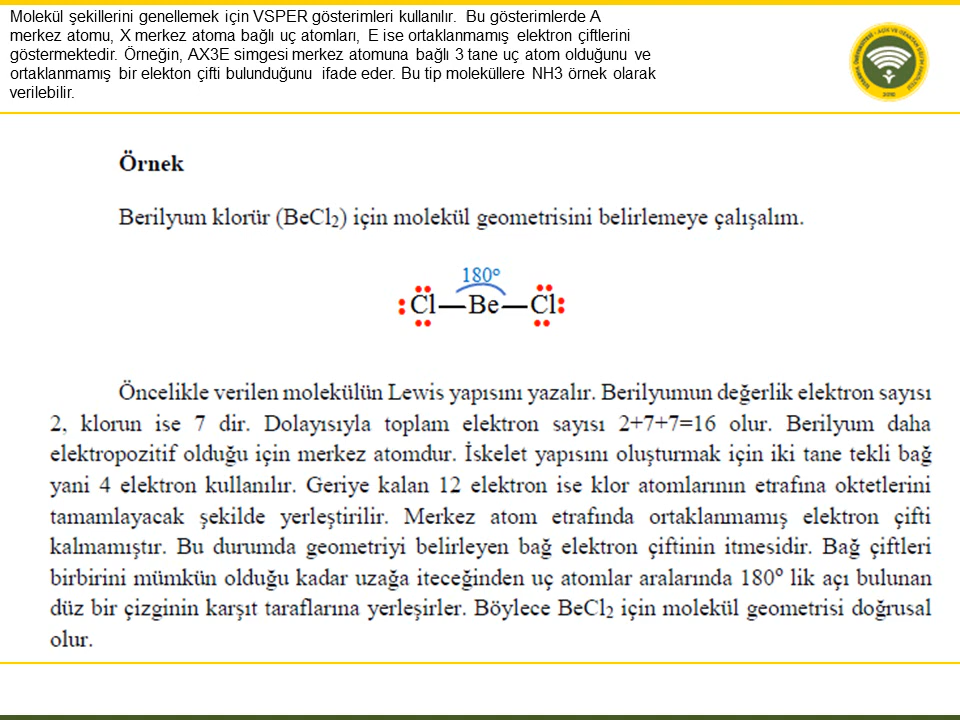 Molekül şekillerini genellemek için VSPER gösterimleri kullanılır. Bu gösterimlerde A
merkez atomu, X merkez atoma bağlı uç atomları, E ise ortaklanmamış elektron çiftlerini
göstermektedir. Örneğin, AX3E simgesi merkez atomuna bağlı 3 tane uç atom olduğunu ve
ortaklanmamış bir elekton çifti bulunduğunu ifade eder. Bu tip moleküllere NH3 örnek olarak
verilebilir.
Örnek
Berilyum klorür (BeCl₂) için molekül geometrisini belirlemeye çalışalım.
180°
:Cl—Be—Cl:
Öncelikle verilen molekülün Lewis yapısını yazalır. Berilyumun değerlik elektron sayısı
2, klorun ise 7 dir. Dolayısıyla toplam elektron sayısı 2+7+7=16 olur. Berilyum daha
elektropozitif olduğu için merkez atomdur. İskelet yapısını oluşturmak için iki tane tekli bağ
yani 4 elektron kullanılır. Geriye kalan 12 elektron ise klor atomlarının etrafına oktetlerini
tamamlayacak şekilde yerleştirilir. Merkez atom etrafında ortaklanmamış elektron çifti
kalmamıştır. Bu durumda geometriyi belirleyen bağ elektron çiftinin itmesidir. Bağ çiftleri
birbirini mümkün olduğu kadar uzağa iteceğinden uç atomlar aralarında 180° lik açı bulunan
düz bir çizginin karşıt taraflarına yerleşirler. Böylece BeCl₂ için molekül geometrisi doğrusal
olur.